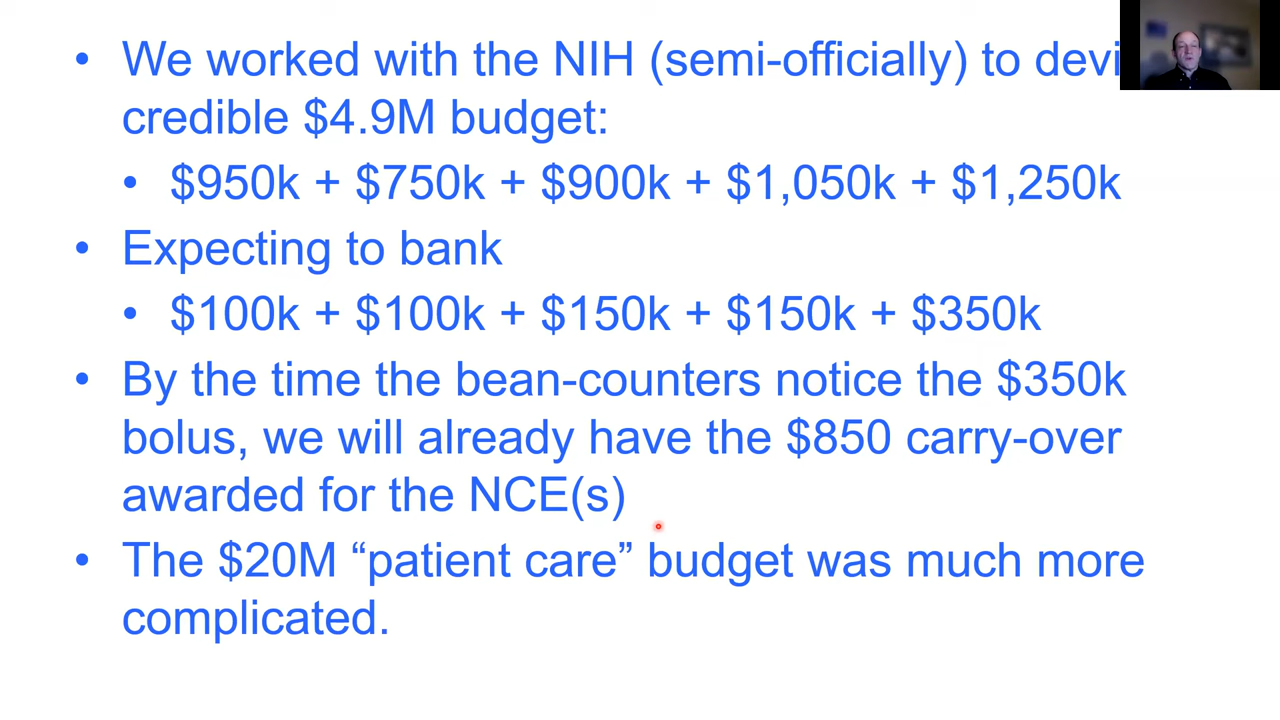 • We worked with the NIH (semi-officially) to devi
credible $4.9M budget:
• $950k + $750k + $900k + $1,050k + $1,250k
• Expecting to bank
• $100k + $100k + $150k + $150k + $350k
• By the time the bean-counters notice the $350k
bolus, we will already have the $850 carry-over
awarded for the NCE(s)
• The $20M “patient care” budget was much more
complicated.